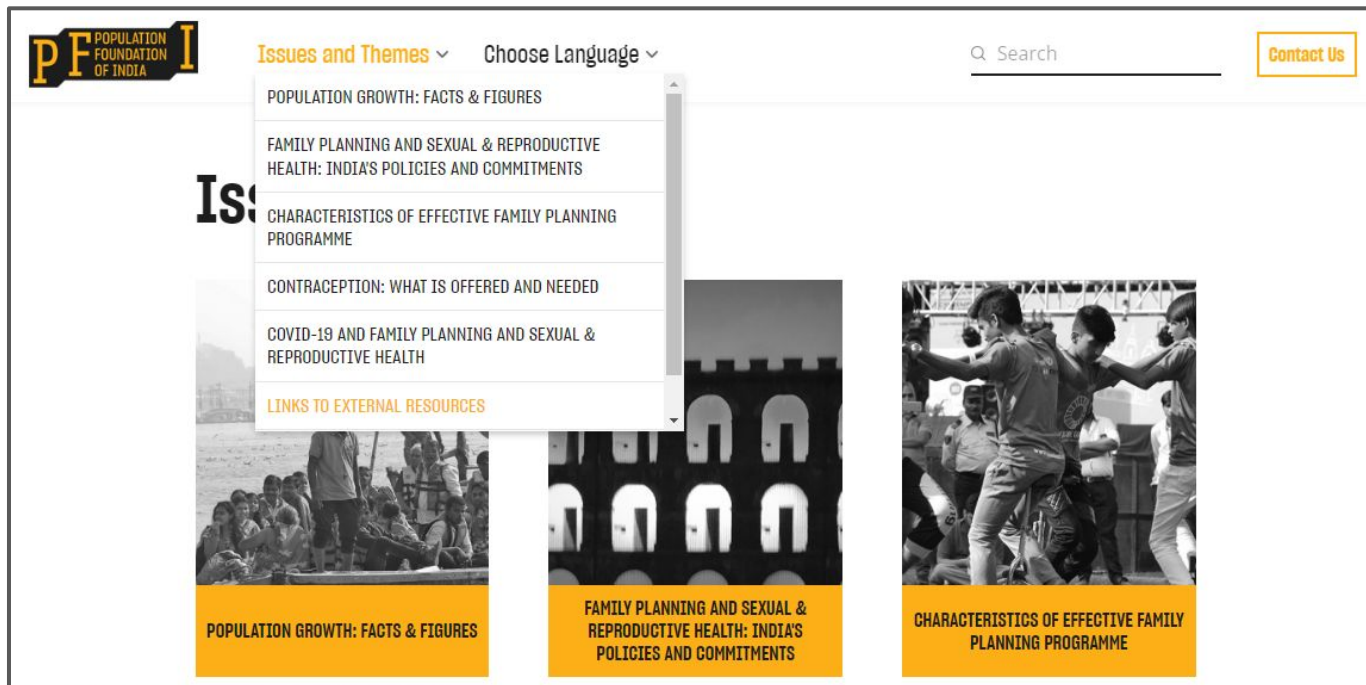 PFI
POPULATION
FOUNDATION
OF INDIA
Issues and Themes
Choose Language
Search
Contact Us
POPULATION GROWTH: FACTS & FIGURES
FAMILY PLANNING AND SEXUAL & REPRODUCTIVE
HEALTH: INDIA'S POLICIES AND COMMITMENTS
CHARACTERISTICS OF EFFECTIVE FAMILY PLANNING
PROGRAMME
CONTRACEPTION: WHAT IS OFFERED AND NEEDED
COVID-19 AND FAMILY PLANNING AND SEXUAL &
REPRODUCTIVE HEALTH
LINKS TO EXTERNAL RESOURCES
POPULATION GROWTH: FACTS & FIGURES
FAMILY PLANNING AND SEXUAL &
REPRODUCTIVE HEALTH: INDIA'S
POLICIES AND COMMITMENTS
CHARACTERISTICS OF EFFECTIVE FAMILY
PLANNING PROGRAMME